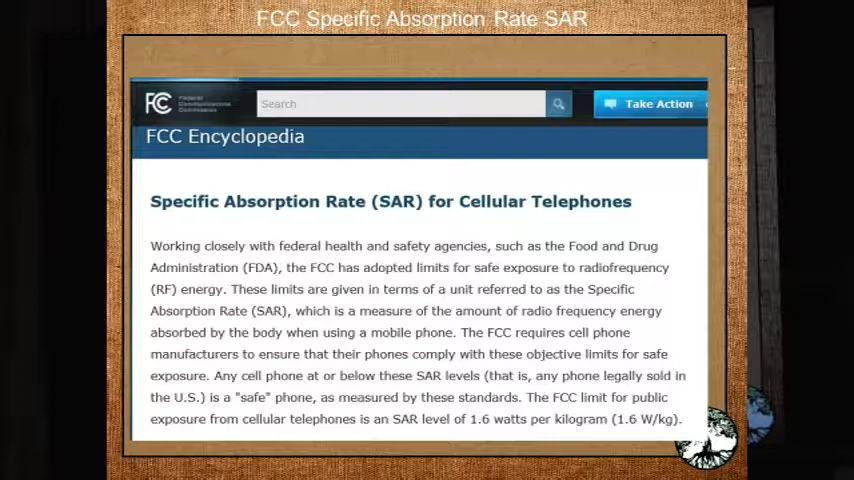 FCC Specific Absorption Rate SAR
FCC Federal Communications Commission
Search
Take Action
FCC Encyclopedia
Specific Absorption Rate (SAR) for Cellular Telephones
Working closely with federal health and safety agencies, such as the Food and Drug
Administration (FDA), the FCC has adopted limits for safe exposure to radiofrequency
(RF) energy. These limits are given in terms of a unit referred to as the Specific
Absorption Rate (SAR), which is a measure of the amount of radio frequency energy
absorbed by the body when using a mobile phone. The FCC requires cell phone
manufacturers to ensure that their phones comply with these objective limits for safe
exposure. Any cell phone at or below these SAR levels (that is, any phone legally sold in
the U.S.) is a "safe" phone, as measured by these standards. The FCC limit for public
exposure from cellular telephones is an SAR level of 1.6 watts per kilogram (1.6 W/kg).